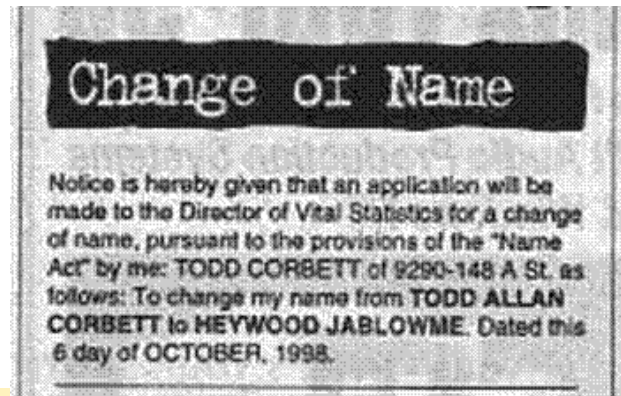 Change of Name
Notice is hereby given that an application will be
made to the Director of Vital Statistics for a change
of name, pursuant to the provisions of the "Name
Act" by me: TODD CORBETT of 9290-148 A St. as
follows: To change my name from TODD ALLAN
CORBETT to HEYWOOD JABLOWME. Dated this
6 day of OCTOBER, 1998.